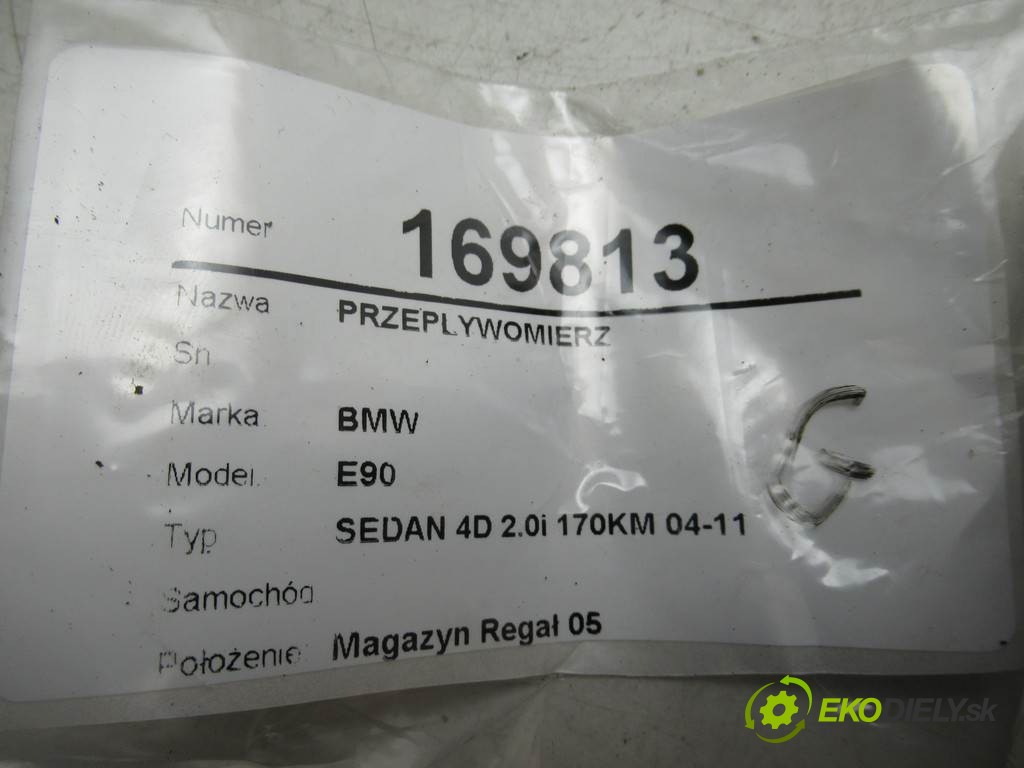 Numer 169813
Nazwa PRZEPLYWOMIERZ
Sn
Marka BMW
Model. E90
Typ SEDAN 4D 2.0i 170KM 04-11
Samochód
Położenie Magazyn Regał 05
G
EKODIELY.sk